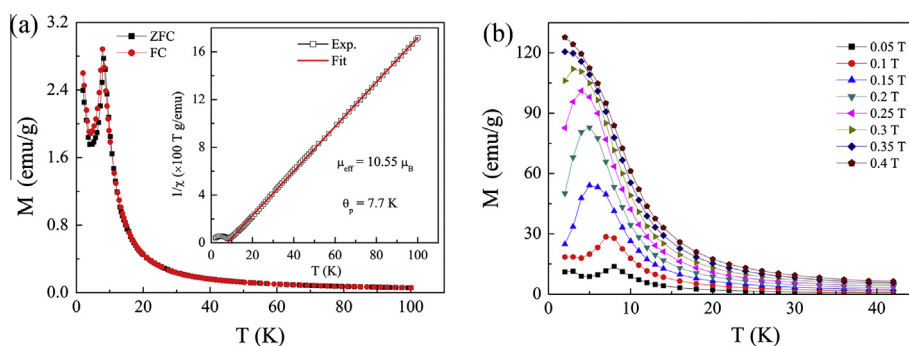 (a)
ZFC
FC
M (emu/g)
3.2
2.4
1.6
0.8
0.0
0 20 40 60 80 100
T (K)
Exp.
Fit
1/χ (×100 T g/emu)
16
12
8
4
0
μeff = 10.55 μB
θp = 7.7 K
0 20 40 60 80 100
T (K)
(b)
M (emu/g)
120
90
60
30
0
0 10 20 30 40
T (K)
0.05 T
0.1 T
0.15 T
0.2 T
0.25 T
0.3 T
0.35 T
0.4 T